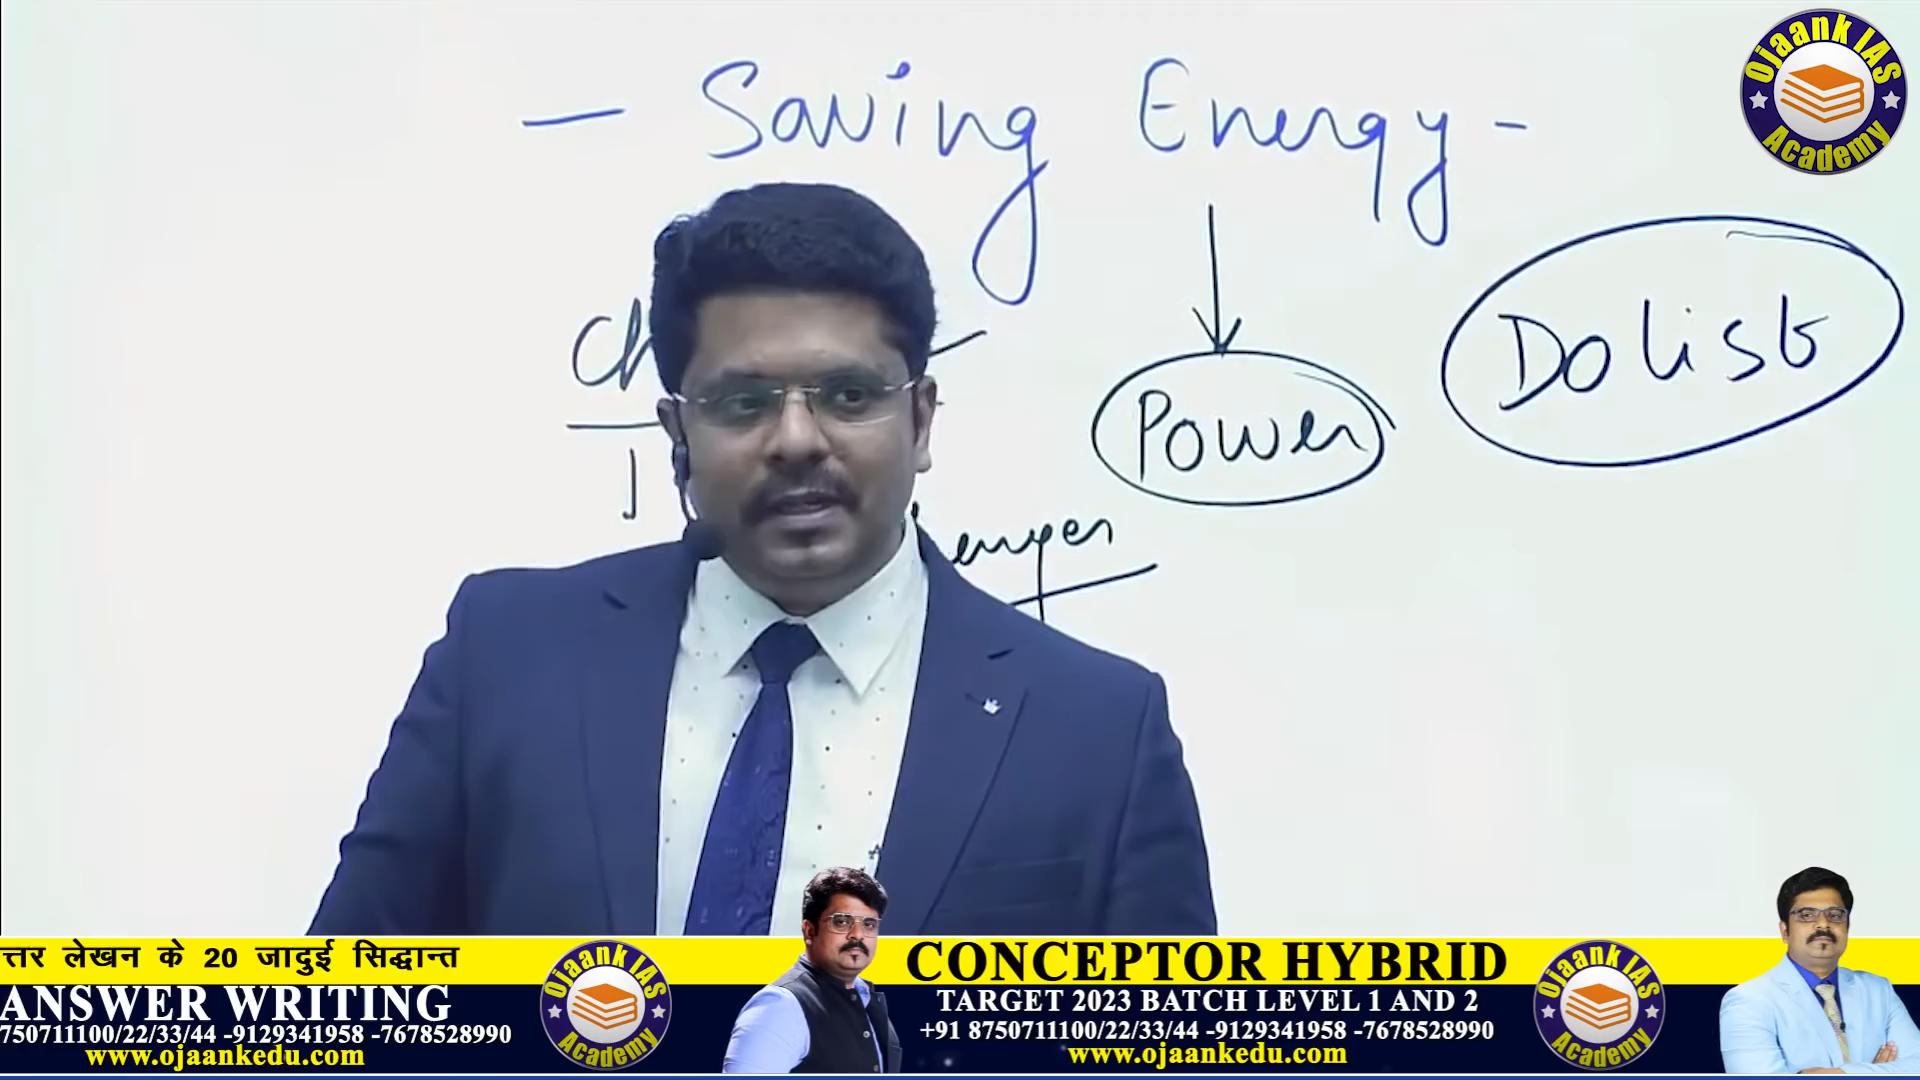 Ojaank IAS
Academy
- Saving Energy -
Do list
Power
त्तर लेखन के 20 जादुई सिद्धान्त
ANSWER WRITING
750711100/22/33/44 -9129341958 -7678528990
www.ojaankedu.com
Ojaank IAS
Academy
CONCEPTOR HYBRID
TARGET 2023 BATCH LEVEL 1 AND 2
+91 8750711100/22/33/44 -9129341958 -7678528990
www.ojaankedu.com
Ojaank IAS
Academy